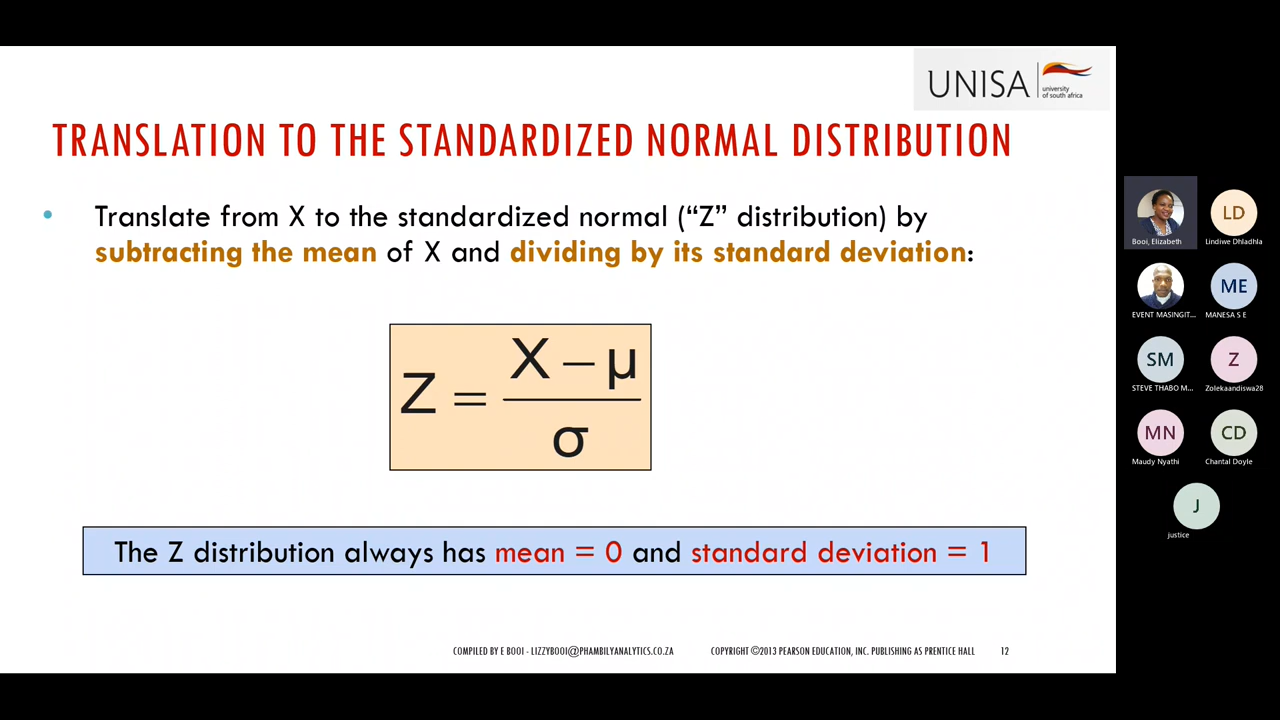 UNISA
university
of south africa
TRANSLATION TO THE STANDARDIZED NORMAL DISTRIBUTION
• Translate from X to the standardized normal (“Z” distribution) by
subtracting the mean of X and dividing by its standard deviation:
Z = (X − μ) / σ
The Z distribution always has mean = 0 and standard deviation = 1
COMPILED BY E BOOI - LIZZYBOOI@PHAMBILYANALYTICS.CO.ZA COPYRIGHT ©2013 PEARSON EDUCATION, INC. PUBLISHING AS PRENTICE HALL 12
Booi, Elizabeth
LD
Lindiwe Dhladhla
EVENT MASINGIT...
ME
MANESA S E
SM
STEVE THABO M...
Z
Zolekaandiswa28
MN
Maudy Nyathi
CD
Chantal Doyle
J
justice